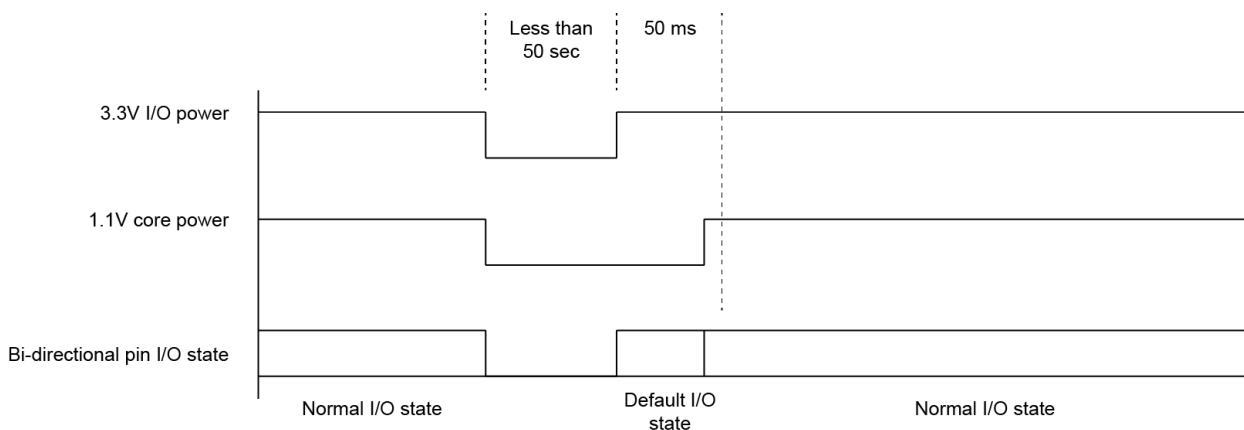 Less than
50 sec
50 ms
3.3V I/O power
1.1V core power
Bi-directional pin I/O state
Normal I/O state
Default I/O
state
Normal I/O state